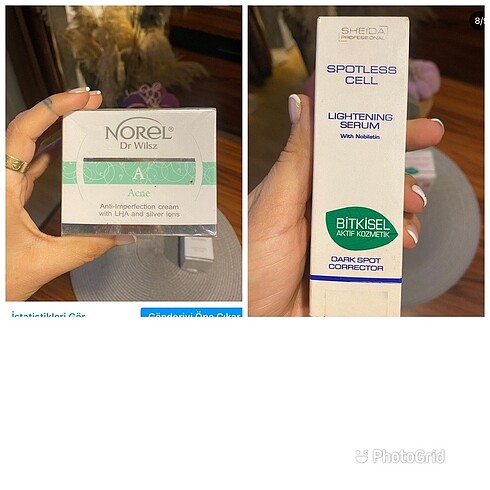 NOREL®
Dr Wilsz
A
Acne
Anti-Imperfection cream
with LHA and silver ions
İstatistikleri Gör
Gönderiyi Öne Çıkar
SHEIDA
PROFESSIONAL
SPOTLESS
CELL
LIGHTENING
SERUM
With Nobiletin
BİTKİSEL
AKTİF KOZMETİK
DARK SPOT
CORRECTOR
PhotoGrid